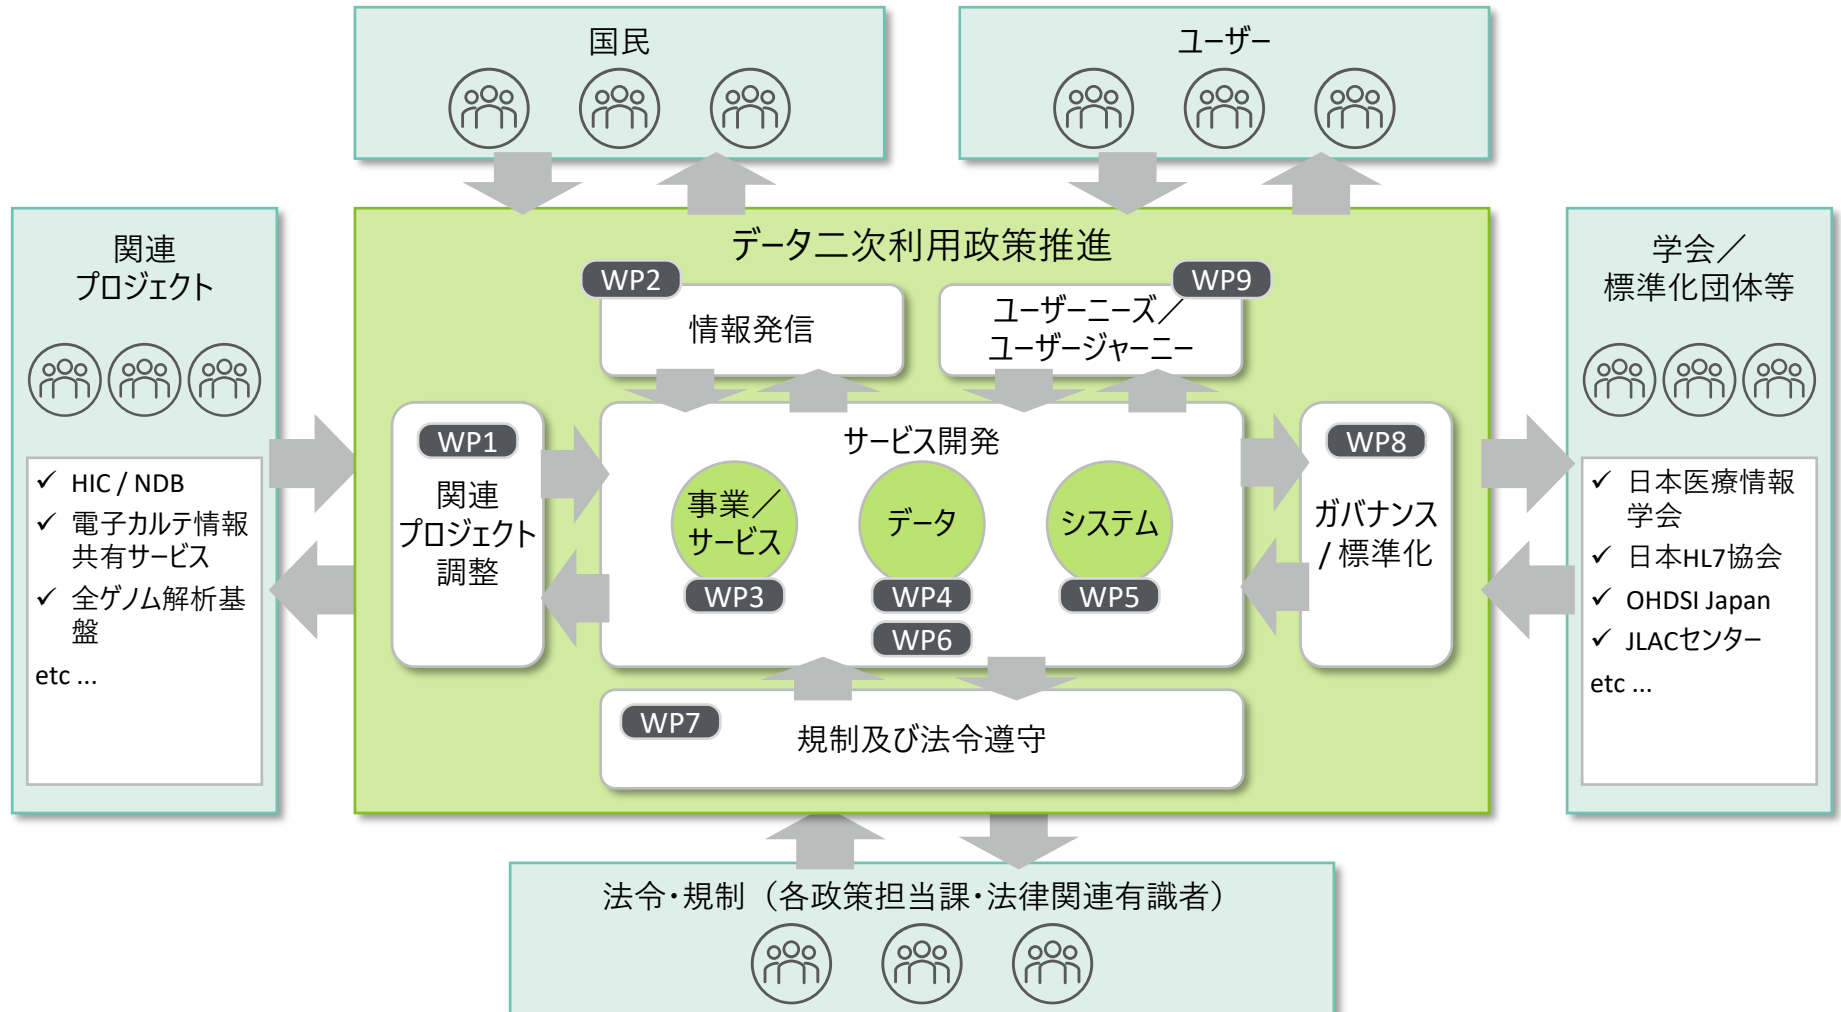 国民
ユーザー
関連
プロジェクト
HIC / NDB
電子カルテ情報
共有サービス
全ゲノム解析基
盤
etc ...
データ二次利用政策推進
WP2
情報発信
WP9
ユーザーニーズ／
ユーザージャーニー
WP1
関連
プロジェクト
調整
サービス開発
事業／
サービス
WP3
データ
WP4
WP6
システム
WP5
WP8
ガバナンス
/ 標準化
WP7
規制及び法令遵守
学会／
標準化団体等
日本医療情報
学会
日本HL7協会
OHDSI Japan
JLACセンター
etc ...
法令・規制（各政策担当課・法律関連有識者）